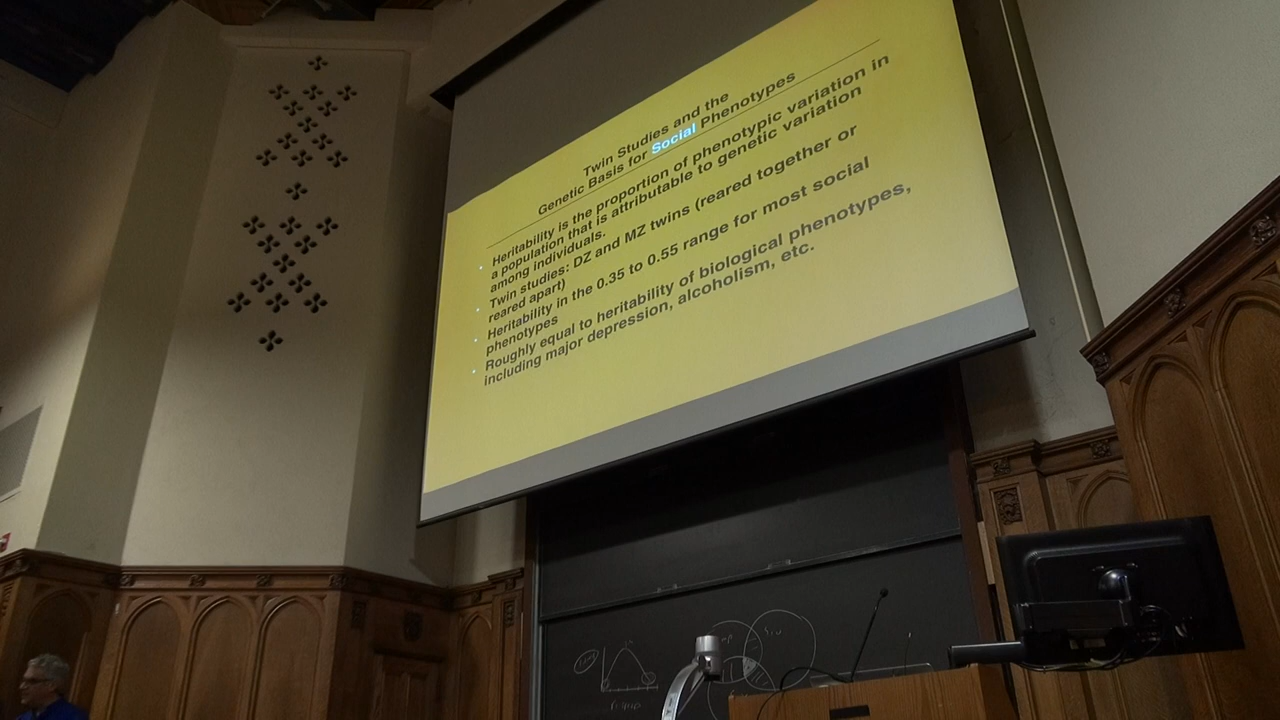 Twin Studies and the
Genetic Basis for Social Phenotypes
Heritability is the proportion of phenotypic variation in
a population that is attributable to genetic variation
among individuals.
Twin studies: DZ and MZ twins (reared together or
reared apart)
Heritability in the 0.35 to 0.55 range for most social
phenotypes
Roughly equal to heritability of biological phenotypes,
including major depression, alcoholism, etc.